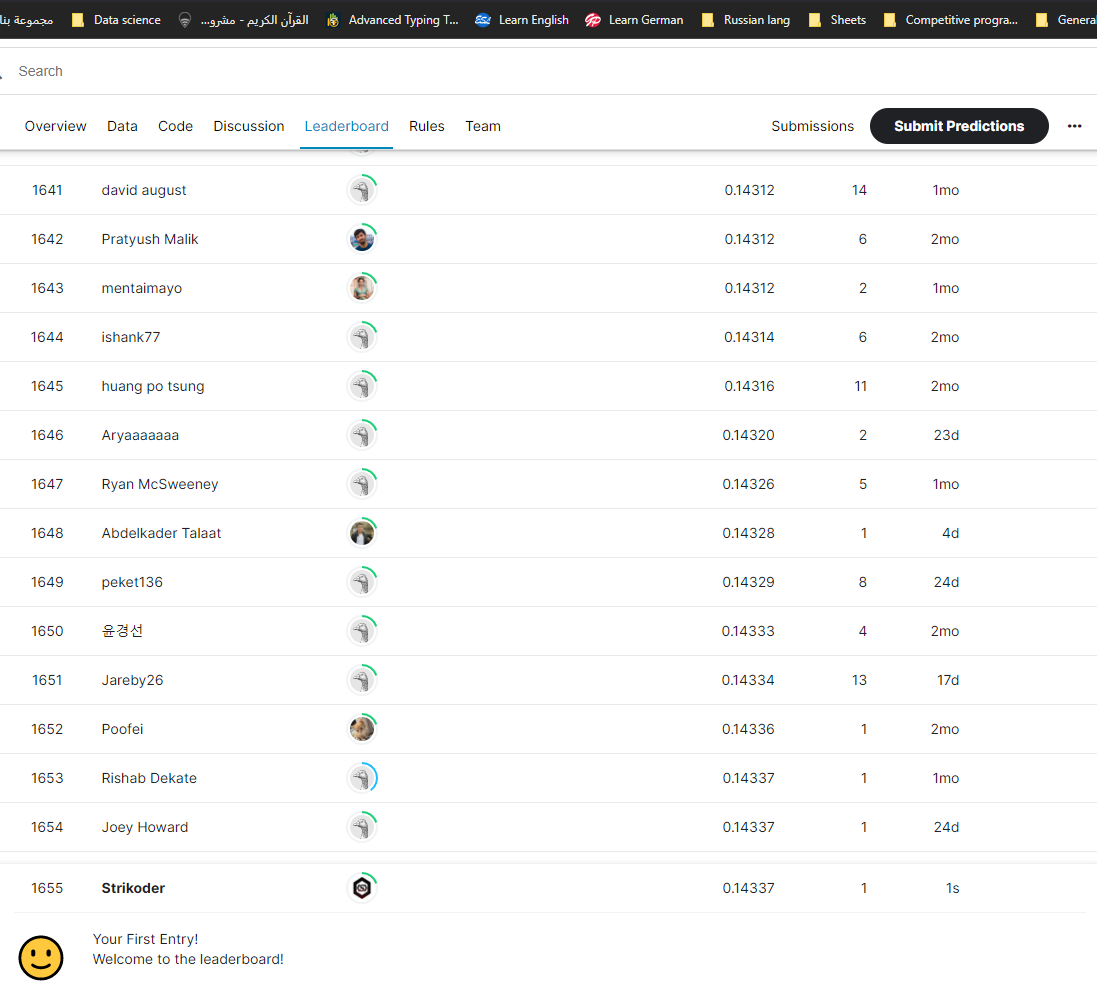 مجموعة بنا Data science القرآن الكريم - مشرو... Advanced Typing T... Learn English Learn German Russian lang Sheets Competitive progra... General
Search
Overview Data Code Discussion Leaderboard Rules Team Submissions Submit Predictions ...
1641 david august 0.14312 14 1mo
1642 Pratyush Malik 0.14312 6 2mo
1643 mentaimayo 0.14312 2 1mo
1644 ishank77 0.14314 6 2mo
1645 huang po tsung 0.14316 11 2mo
1646 Aryaaaaaaa 0.14320 2 23d
1647 Ryan McSweeney 0.14326 5 1mo
1648 Abdelkader Talaat 0.14328 1 4d
1649 peket136 0.14329 8 24d
1650 윤경선 0.14333 4 2mo
1651 Jareby26 0.14334 13 17d
1652 Poofei 0.14336 1 2mo
1653 Rishab Dekate 0.14337 1 1mo
1654 Joey Howard 0.14337 1 24d
1655 Strikoder 0.14337 1 1s
Your First Entry!
Welcome to the leaderboard!